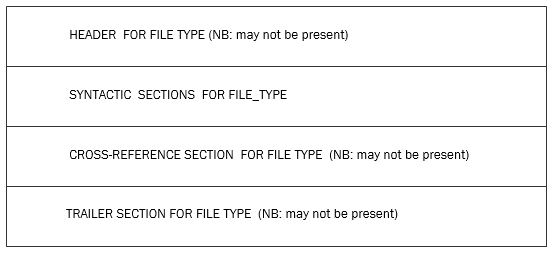 HEADER FOR FILE TYPE (NB: may not be present)
SYNTACTIC SECTIONS FOR FILE_TYPE
CROSS-REFERENCE SECTION FOR FILE TYPE (NB: may not be present)
TRAILER SECTION FOR FILE TYPE (NB: may not be present)